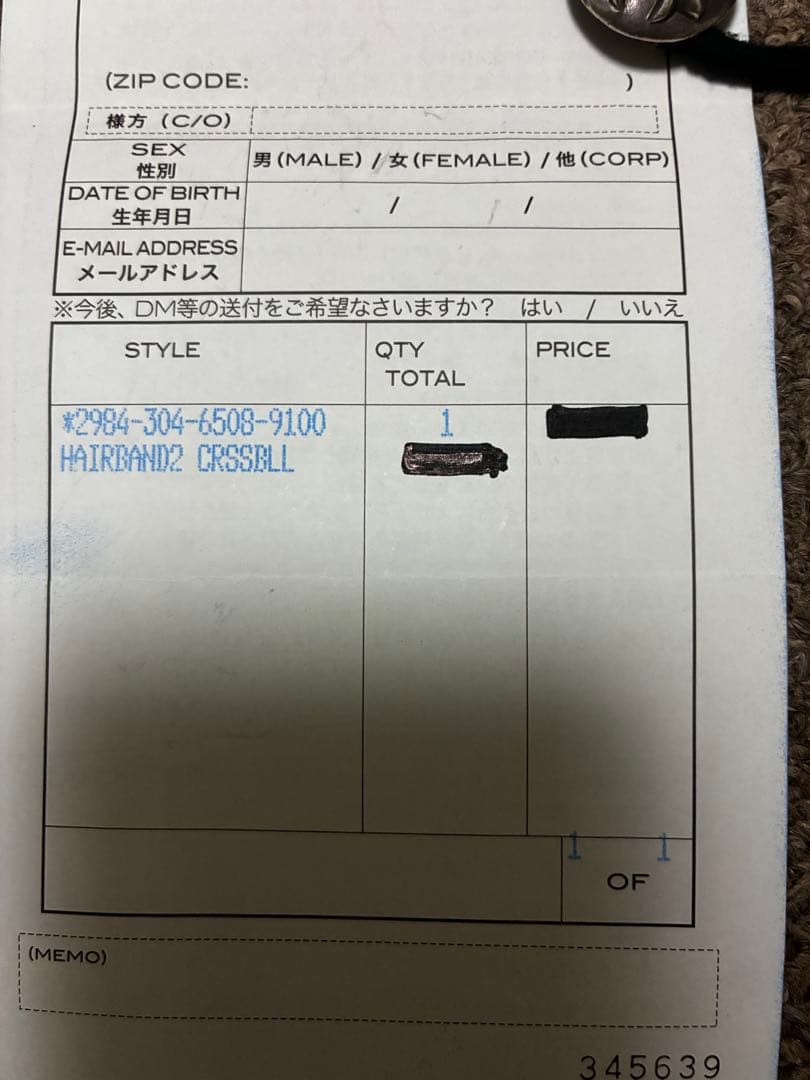 (ZIP CODE: )
様方 (C/O)
SEX
性別
男(MALE) / 女(FEMALE) / 他(CORP)
DATE OF BIRTH
生年月日
/ /
E-MAIL ADDRESS
メールアドレス
※今後、DM等の送付をご希望なさいますか? はい / いいえ
STYLE
QTY
TOTAL
PRICE
*2984-304-6508-9100 1
HAIRBAND2 CRSSBLL
1 1
OF
(MEMO)
345639